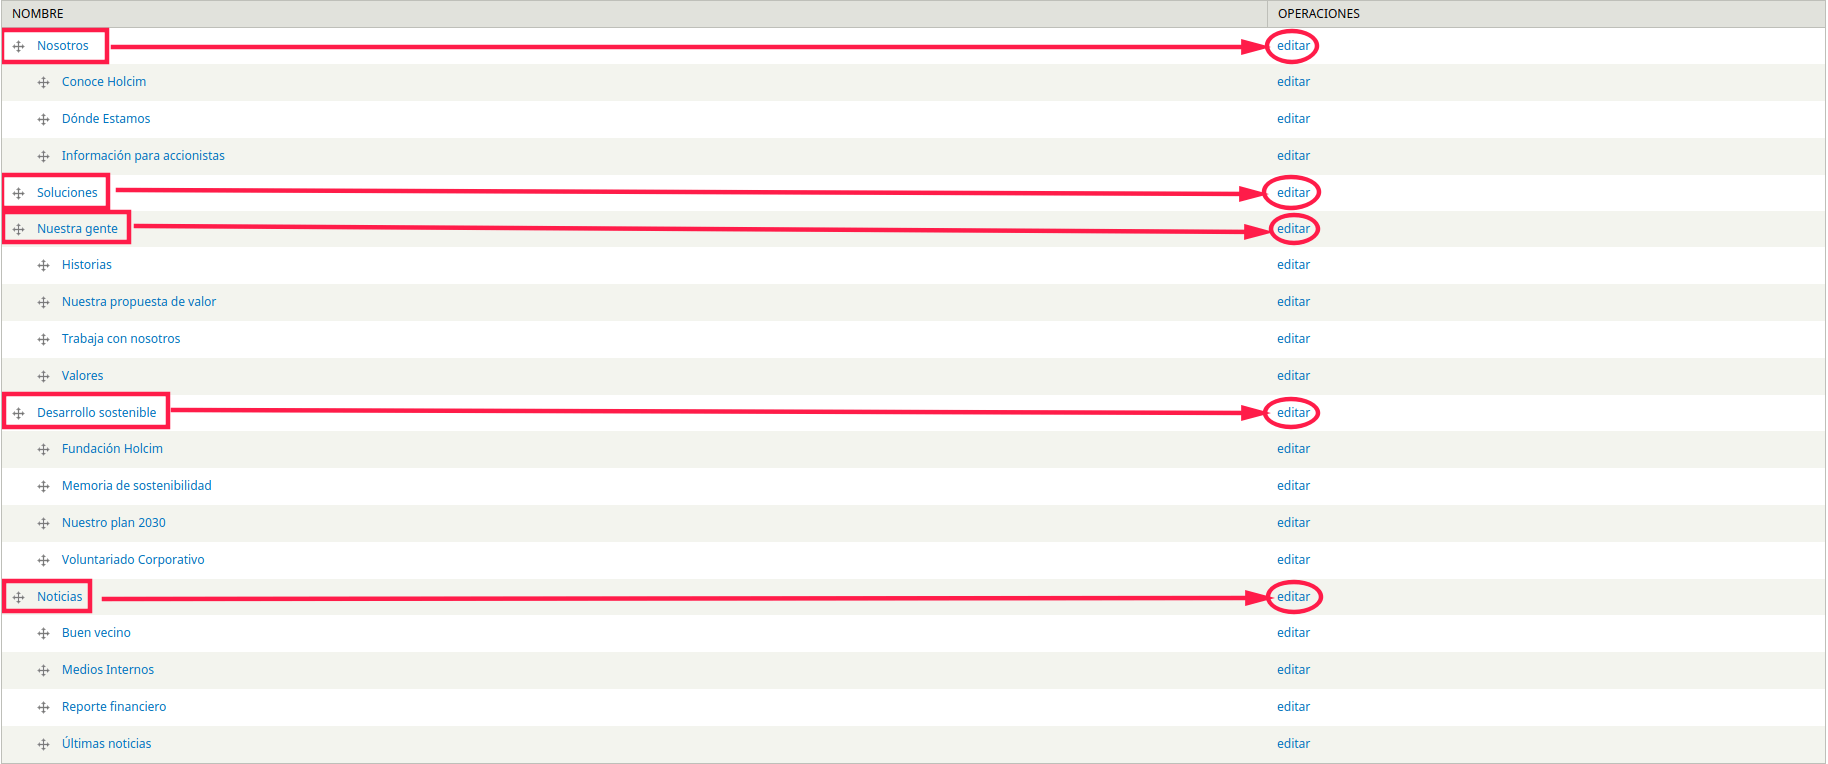 NOMBRE OPERACIONES
Nosotros editar
Conoce Holcim editar
Dónde Estamos editar
Información para accionistas editar
Soluciones editar
Nuestra gente editar
Historias editar
Nuestra propuesta de valor editar
Trabaja con nosotros editar
Valores editar
Desarrollo sostenible editar
Fundación Holcim editar
Memoria de sostenibilidad editar
Nuestro plan 2030 editar
Voluntariado Corporativo editar
Noticias editar
Buen vecino editar
Medios Internos editar
Reporte financiero editar
Últimas noticias editar